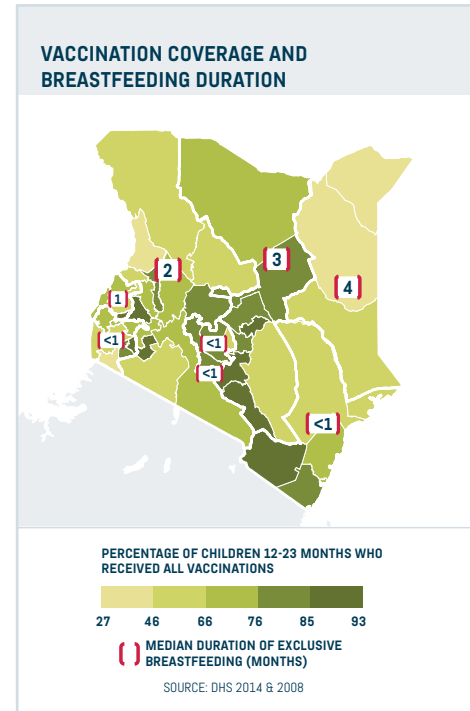 VACCINATION COVERAGE AND
BREASTFEEDING DURATION
2
3
4
1
<1
<1
<1
<1
PERCENTAGE OF CHILDREN 12-23 MONTHS WHO
RECEIVED ALL VACCINATIONS
27 46 66 76 85 93
[ ] MEDIAN DURATION OF EXCLUSIVE
BREASTFEEDING (MONTHS)
SOURCE: DHS 2014 & 2008